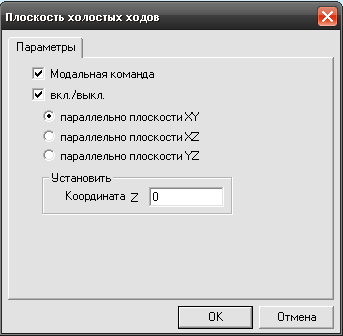 Плоскость холостых ходов
Параметры
Модальная команда
вкл./выкл.
параллельно плоскости XY
параллельно плоскости XZ
параллельно плоскости YZ
Установить
Координата Z 0
OK Отмена